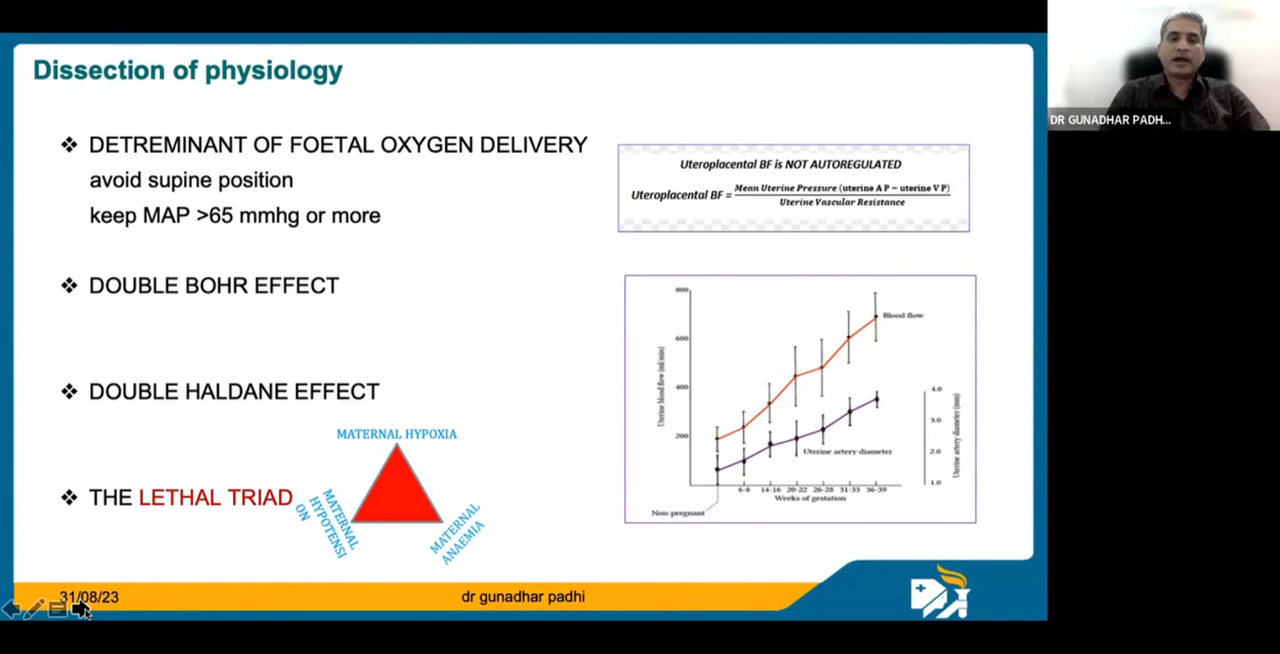 Dissection of physiology
DR GUNADHAR PADH...
❖ DETREMINANT OF FOETAL OXYGEN DELIVERY
avoid supine position
keep MAP >65 mmhg or more
Uteroplacental BF is NOT AUTOREGULATED
Uteroplacental BF = Mean Uterine Pressure (uterine A P − uterine V P)
Uterine Vascular Resistance
❖ DOUBLE BOHR EFFECT
❖ DOUBLE HALDANE EFFECT
❖ THE LETHAL TRIAD
MATERNAL HYPOXIA
MATERNAL
HYPOTENSI
ON
MATERNAL
ANAEMIA
800
600
400
200
Uterine blood flow (ml/min)
Blood flow
Uterine artery diameter
4.0
3.0
2.0
1.0
Uterine artery diameter (mm)
6-8 14-16 20-22 26-28 31-33 36-39
Weeks of gestation
Non-pregnant
31/08/23
dr gunadhar padhi